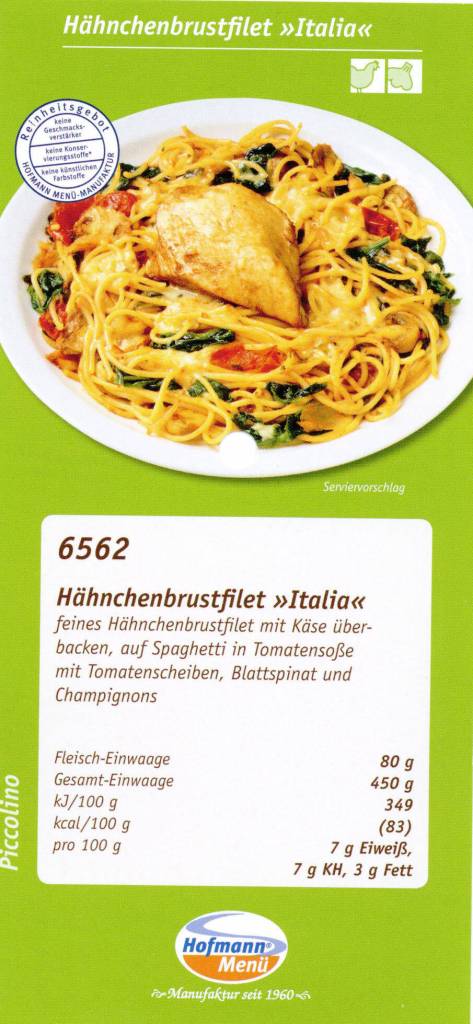 Hähnchenbrustfilet »Italia«
Reinheitsgebot
keine
Geschmacks-
verstärker
keine Konser-
vierungsstoffe*
keine künstlichen
Farbstoffe
HOFMANN MENÜ-MANUFAKTUR
Serviervorschlag
6562
Hähnchenbrustfilet »Italia«
feines Hähnchenbrustfilet mit Käse über-
backen, auf Spaghetti in Tomatensoße
mit Tomatenscheiben, Blattspinat und
Champignons
Fleisch-Einwaage 80 g
Gesamt-Einwaage 450 g
kJ/100 g 349
kcal/100 g (83)
pro 100 g 7 g Eiweiß,
7 g KH, 3 g Fett
Piccolino
Hofmann®
Menü
Manufaktur seit 1960